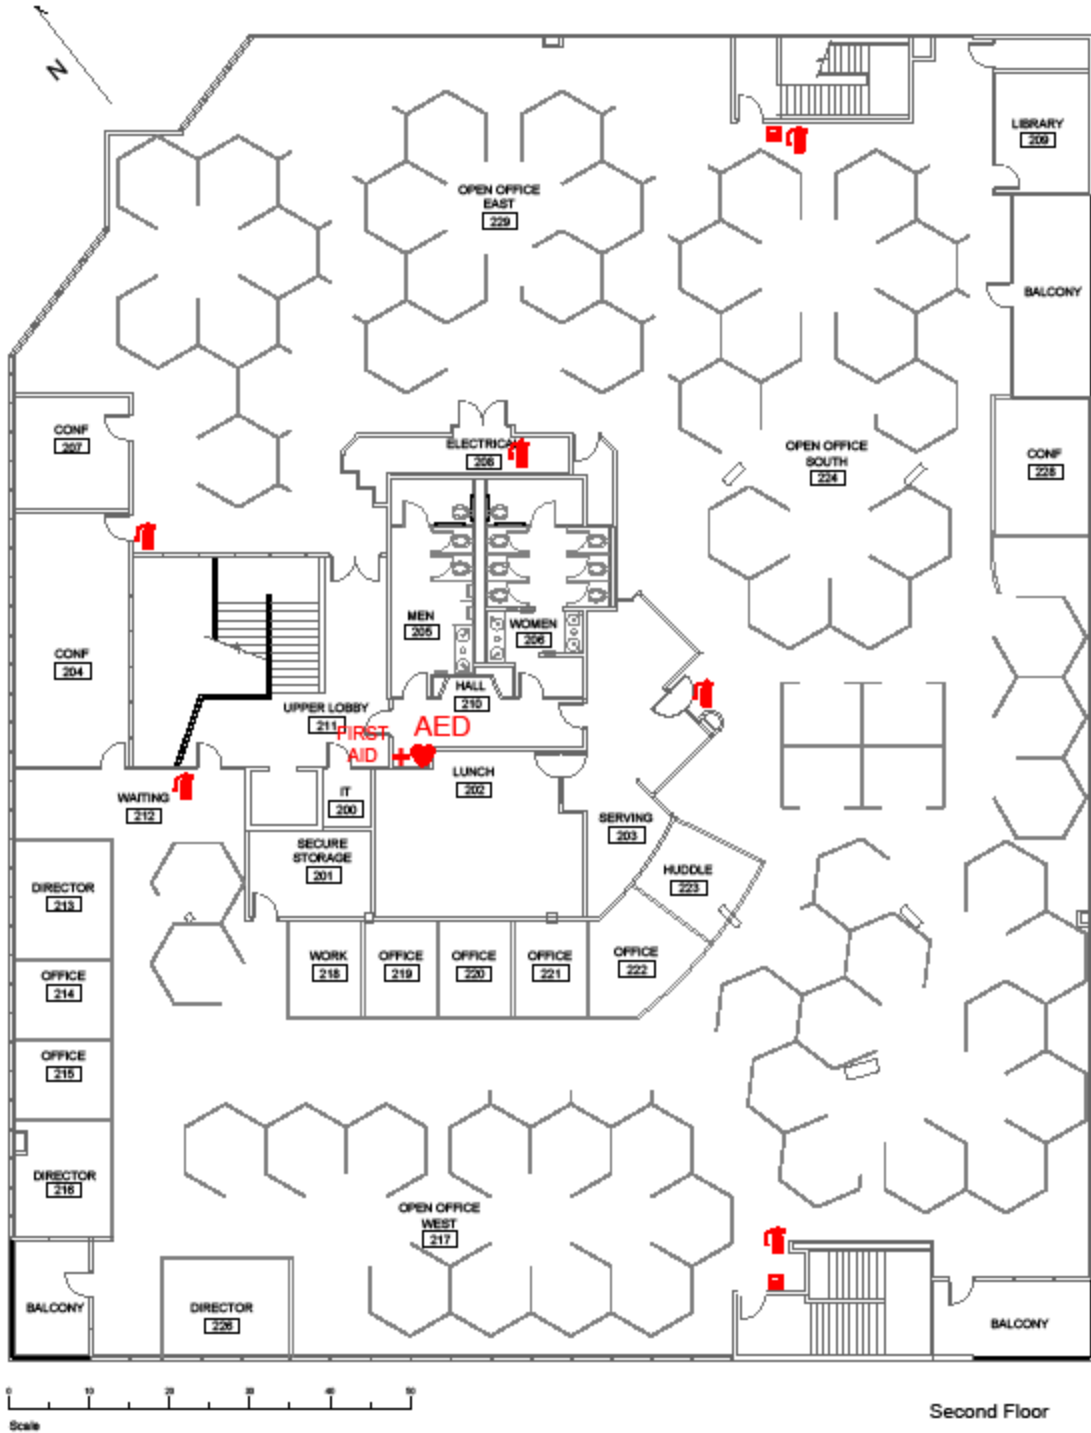 N
LIBRARY
209
OPEN OFFICE
EAST
229
BALCONY
CONF
207
ELECTRICAL
208
OPEN OFFICE
SOUTH
224
CONF
MEN
205
WOMEN
206
CONF
204
HALL
210
UPPER LOBBY
211
FIRST
AID
AED
LUNCH
202
IT
200
WAITING
212
SERVING
203
SECURE
STORAGE
201
HUDDLE
223
DIRECTOR
213
WORK
218
OFFICE
219
OFFICE
220
OFFICE
221
OFFICE
222
OFFICE
214
OFFICE
215
DIRECTOR
216
OPEN OFFICE
WEST
217
BALCONY
DIRECTOR
226
BALCONY
0 10 20 30 40 50
Scale
Second Floor